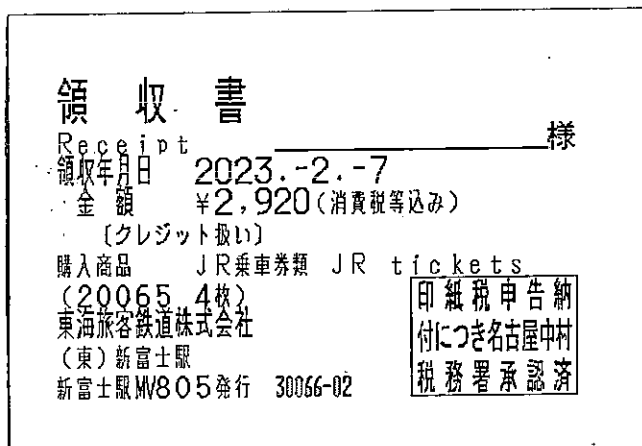 領収書
Receipt 様
領収年月日 2023.-2.-7
金額 ¥2,920(消費税等込み)
〔クレジット扱い〕
購入商品 JR乗車券類 JR tickets
(20065 4枚)
東海旅客鉄道株式会社
(東)新富士駅
新富士駅MV805発行 30066-02
印紙税申告納
付につき名古屋中村
税務署承認済